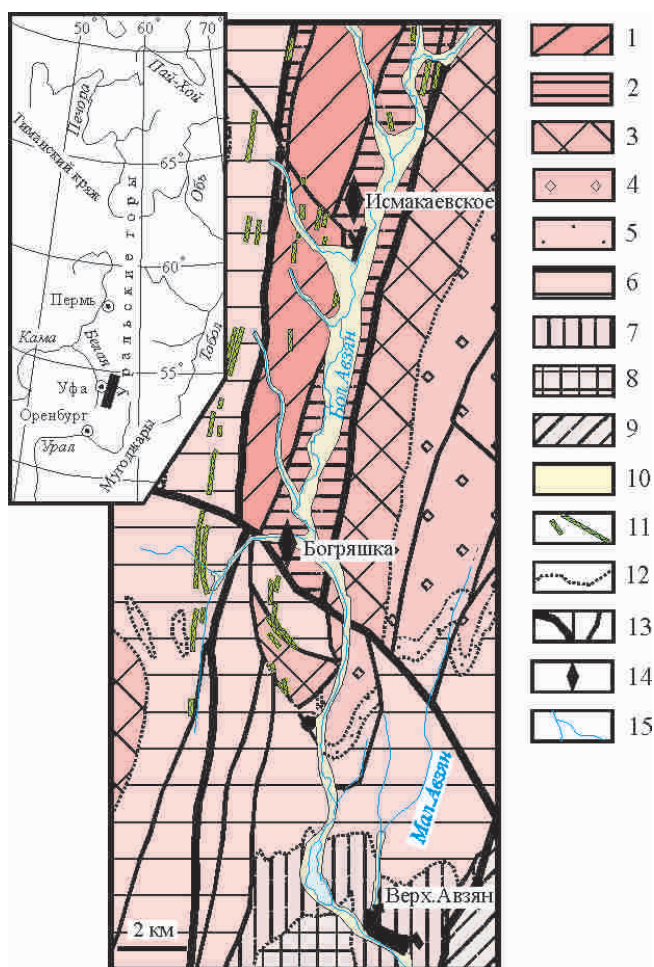 50°
60°
70°
Пай-Хой
Печора
Тиманский кряж
65°
Обь
Уральские горы
60°
Пермь
Кама
Белая
Тобол
55°
Уфа
Оренбург
Урал
Мугоджары
Исмакаевское
Бол.Авзян
Богряшка
Мал.Авзян
Верх.Авзян
2 км
1
2
3
4
5
6
7
8
9
10
11
12
13
14
15